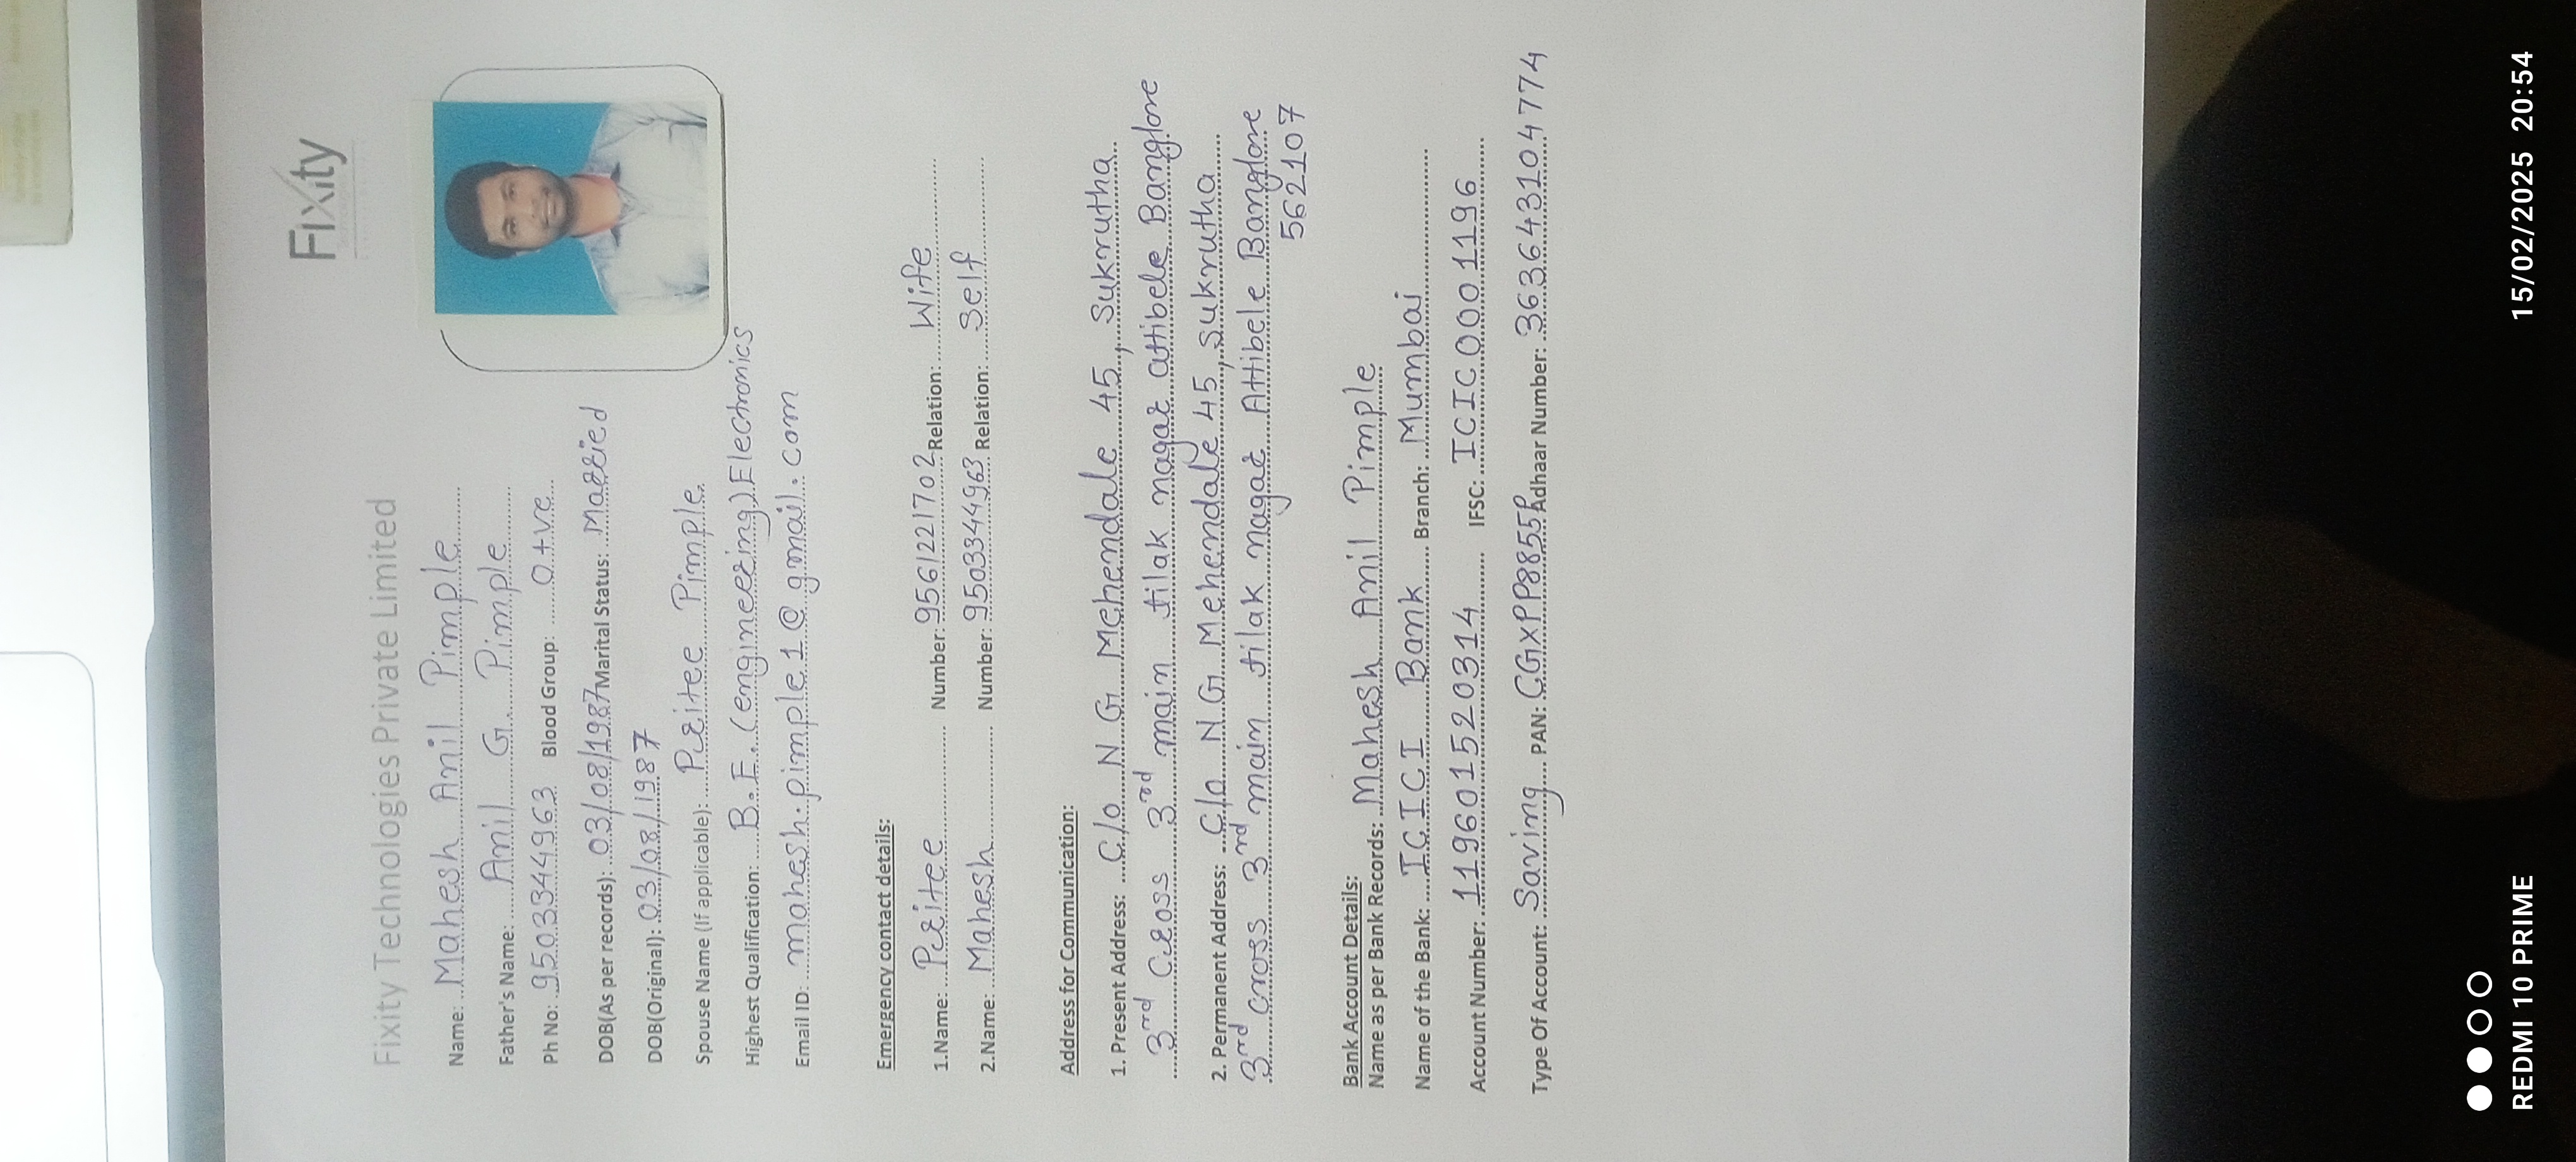 Fixity
Fixity Technologies Private Limited
Name: Mahesh Anil Pimple
Father's Name: Anil G. Pimple
Ph No: 9503344963 Blood Group: O+ve
DOB(As per records): 03/08/1987 Marital Status: Married
DOB(Original): 03/08/1987
Spouse Name (If applicable): Pritee Pimple
Highest Qualification: B.E. (engineering) Electronics
Email ID: mahesh.pimple1@gmail.com
Emergency contact details:
1.Name: Pritee Number: 9561221702 Relation: Wife
2.Name: Mahesh Number: 9503344963 Relation: Self
Address for Communication:
1. Present Address: C/o N G Mehendale 45, Sukrutha
3rd Cross 3rd main tilak nagar attibele Banglore
2. Permanent Address: C/o N G Mehendale 45, sukrutha
3rd cross 3rd main tilak nagar Attibele Banglore
562107
Bank Account Details:
Name as per Bank Records: Mahesh Anil Pimple
Name of the Bank: ICICI Bank Branch: Mumbai
Account Number: 119601520314 IFSC: ICIC0001196
Type Of Account: Saving PAN: CGXPP8855P Adhaar Number: 363643104774
REDMI 10 PRIME 15/02/2025 20:54